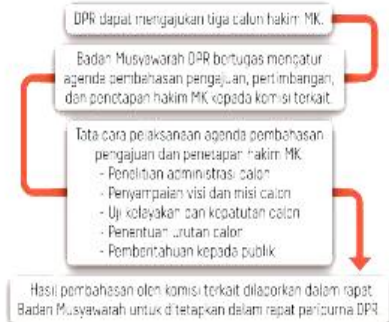 DPR dapat mengajukan tiga calon hakim MK.
Badan Musyawarah DPR bertugas mengatur
agenda pembahasan pengajuan, pertimbangan,
dan penetapan hakim MK kepada komisi terkait.
Tata cara pelaksanaan agenda pembahasan
pengajuan dan penetapan hakim MK
- Penelitian administrasi calon
- Penyampaian visi dan misi calon
- Uji kelayakan dan kepatutan calon
- Penentuan urutan calon
- Pemberitahuan kepada publik
Hasil pembahasan oleh komisi terkait dilaporkan dalam rapat
Badan Musyawarah untuk ditetapkan dalam rapat paripurna DPR